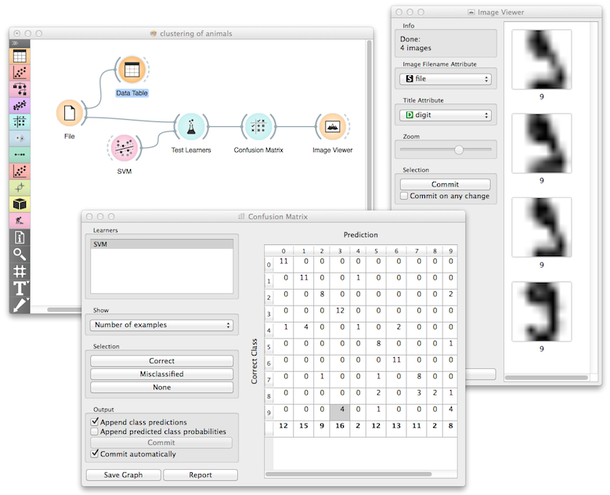 clustering of animals
Data Table
File
SVM
Test Learners
Confusion Matrix
Image Viewer
T
Image Viewer
Info
Done:
4 images
Image Filename Attribute
S file
Title Attribute
D digit
Zoom
Selection
Commit
Commit on any change
9
9
9
9
Confusion Matrix
Learners
SVM
Show
Number of examples
Selection
Correct
Misclassified
None
Output
Append class predictions
Append predicted class probabilities
Commit
Commit automatically
Save Graph
Report
Prediction
Correct Class
0 1 2 3 4 5 6 7 8 9
0 11 0 0 0 0 0 0 0 0 0
1 0 11 0 0 1 0 0 0 0 0
2 0 0 8 0 0 0 0 0 0 2
3 0 0 0 12 0 0 0 0 0 0
4 1 4 0 0 1 0 2 0 0 0
5 0 0 0 0 0 8 0 0 0 1
6 0 0 0 0 0 0 11 0 0 0
7 0 0 1 0 0 1 0 8 0 0
8 0 0 0 0 0 2 0 3 2 1
9 0 0 0 4 0 1 0 0 0 4
12 15 9 16 2 12 13 11 2 8